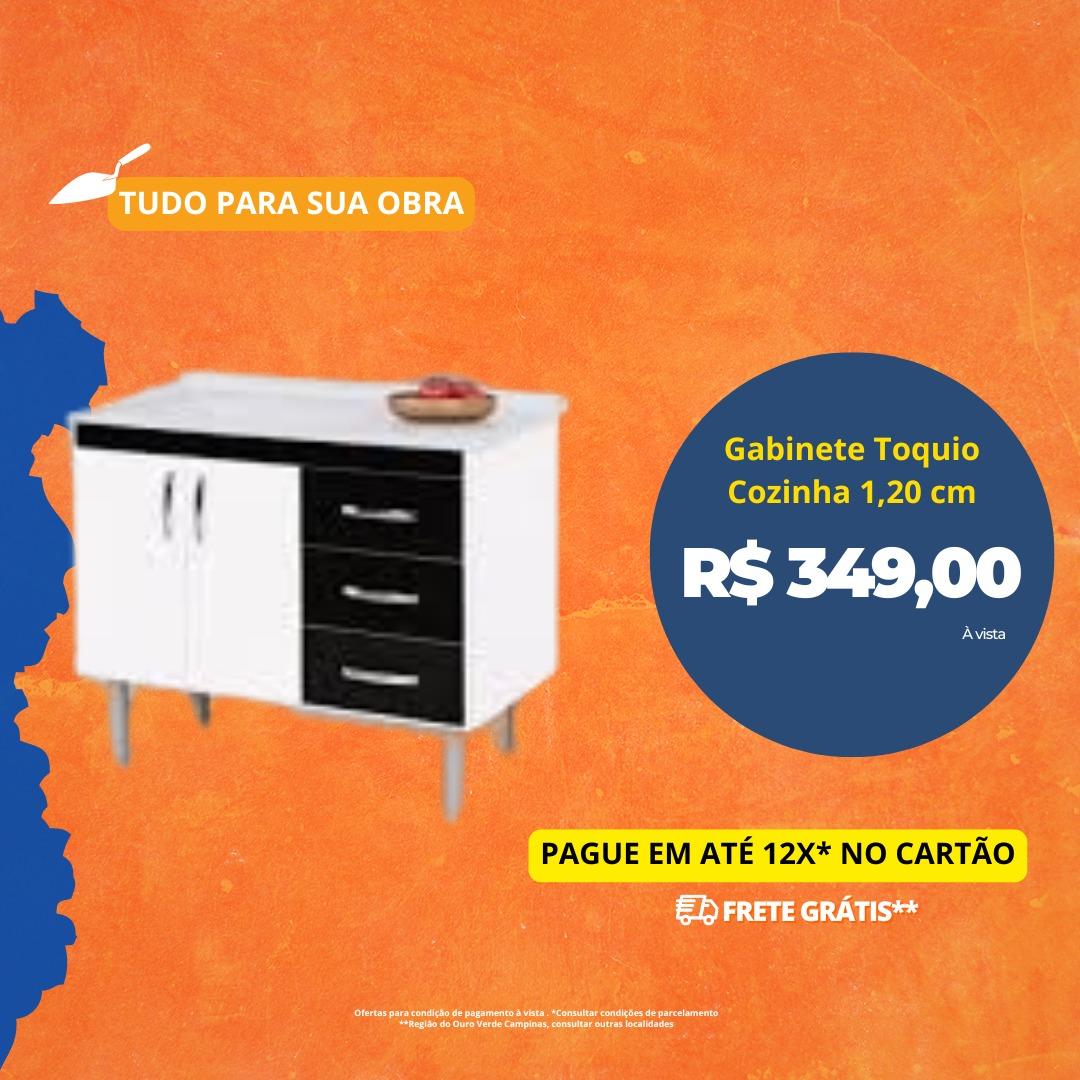 TUDO PARA SUA OBRA
Gabinete Toquio
Cozinha 1,20 cm
R$ 349,00
À vista
PAGUE EM ATÉ 12X* NO CARTÃO
FRETE GRÁTIS**
Ofertas para condição de pagamento à vista . *Consultar condições de parcelamento
**Região do Ouro Verde Campinas, consultar outras localidades